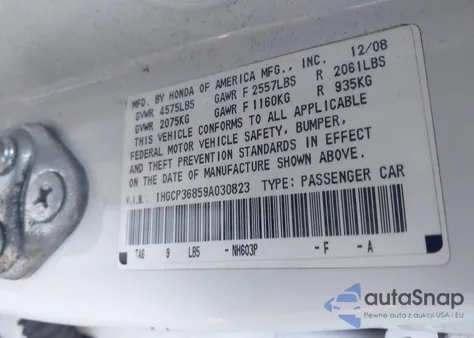 MFD. BY HONDA OF AMERICA MFG., INC. 12/08
GVWR 4575LBS GAWR F 2557LBS R 2061LBS
GVWR 2075KG GAWR F 1160KG R 935KG
THIS VEHICLE CONFORMS TO ALL APPLICABLE
FEDERAL MOTOR VEHICLE SAFETY, BUMPER,
AND THEFT PREVENTION STANDARDS IN EFFECT
ON THE DATE OF MANUFACTURE SHOWN ABOVE.
V.I.N.: 1HGCP36859A030823 TYPE: PASSENGER CAR
TA6 9 LB5 - NH603P - F - A
autoSnap
Pewne auta z aukcji USA i EU